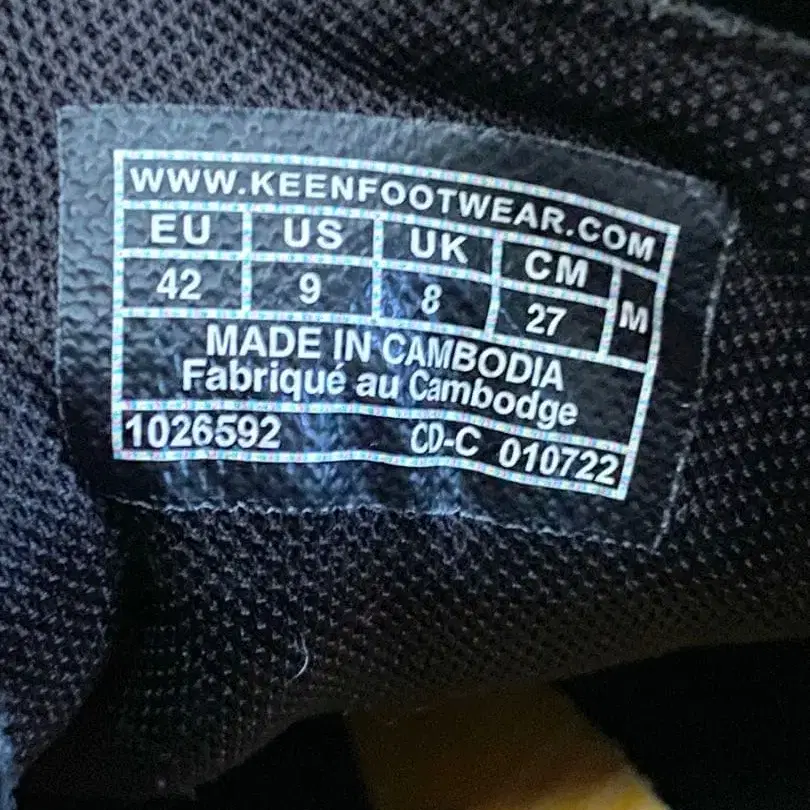 WWW.KEENFOOTWEAR.COM
EU US UK CM M
42 9 8 27
MADE IN CAMBODIA
Fabriqué au Cambodge
1026592 CD-C 010722